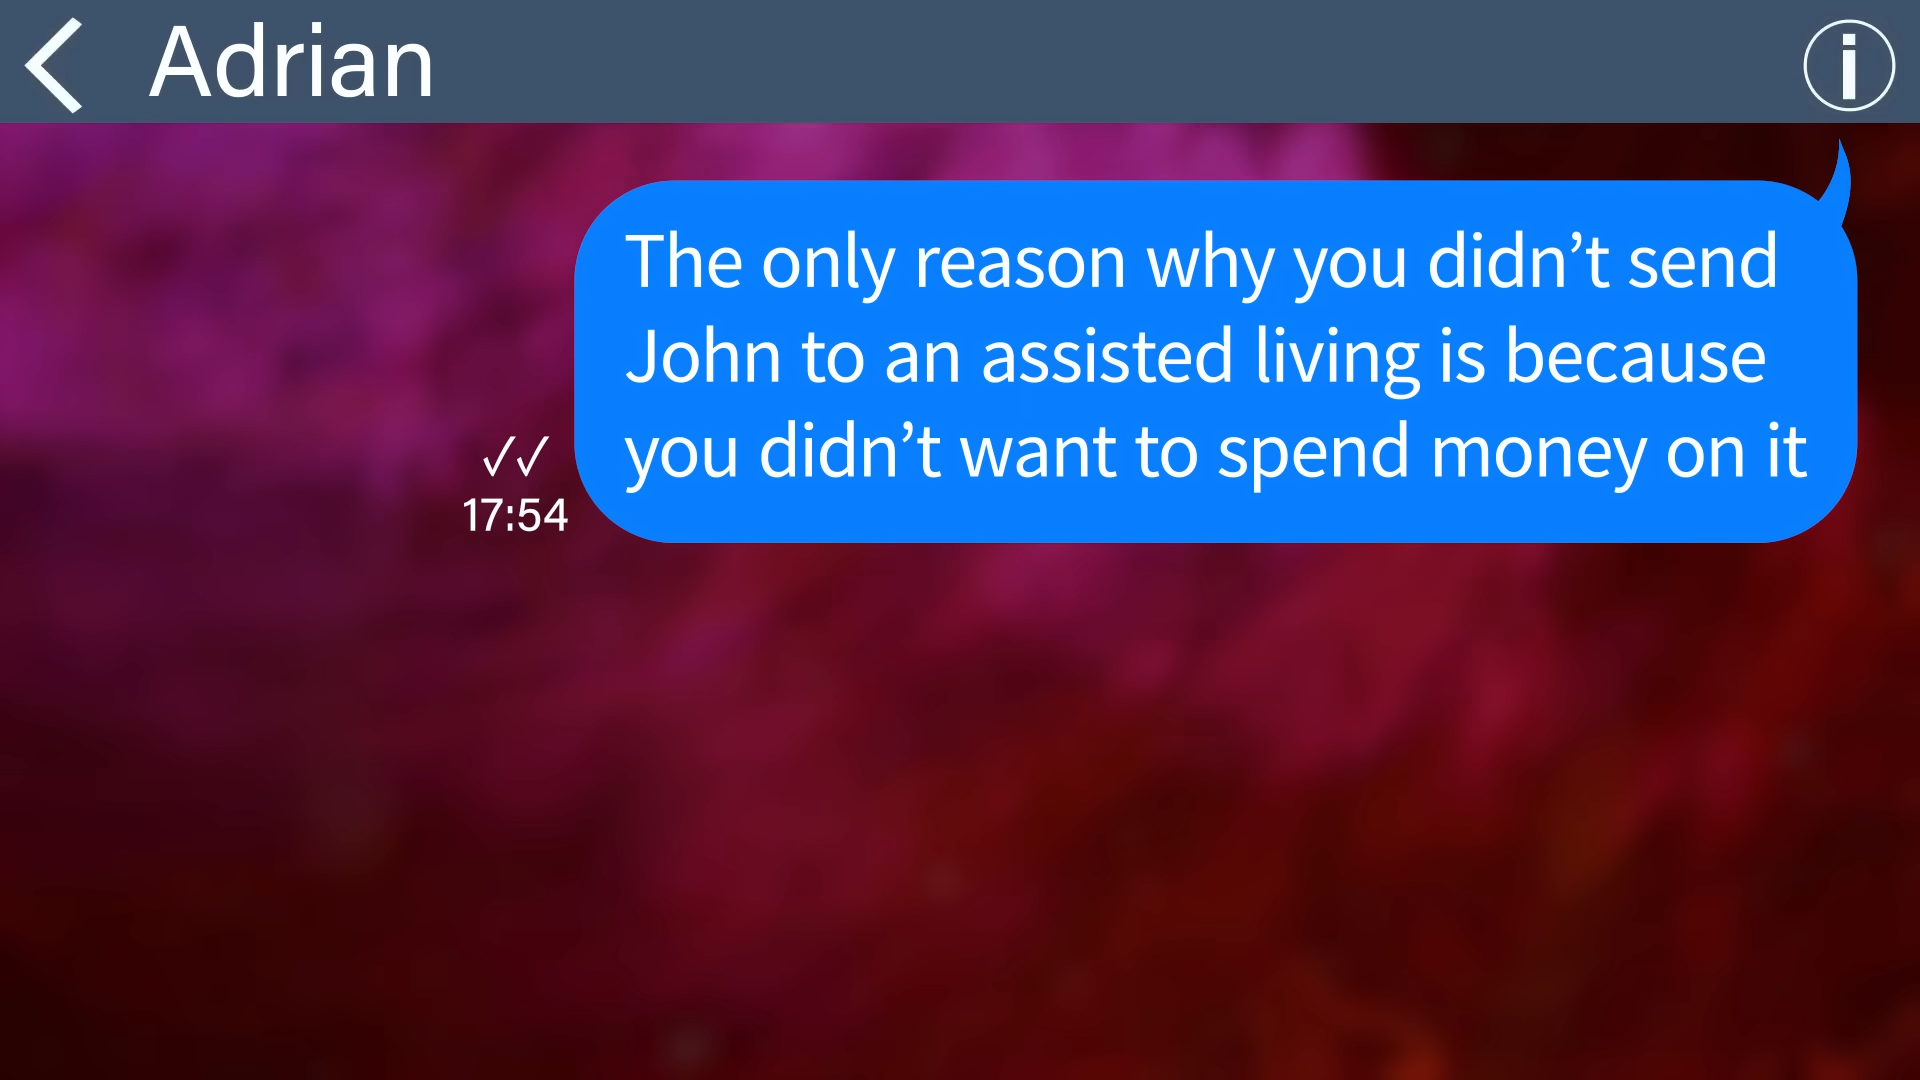 Adrian
The only reason why you didn’t send
John to an assisted living is because
you didn’t want to spend money on it
✓✓
17:54